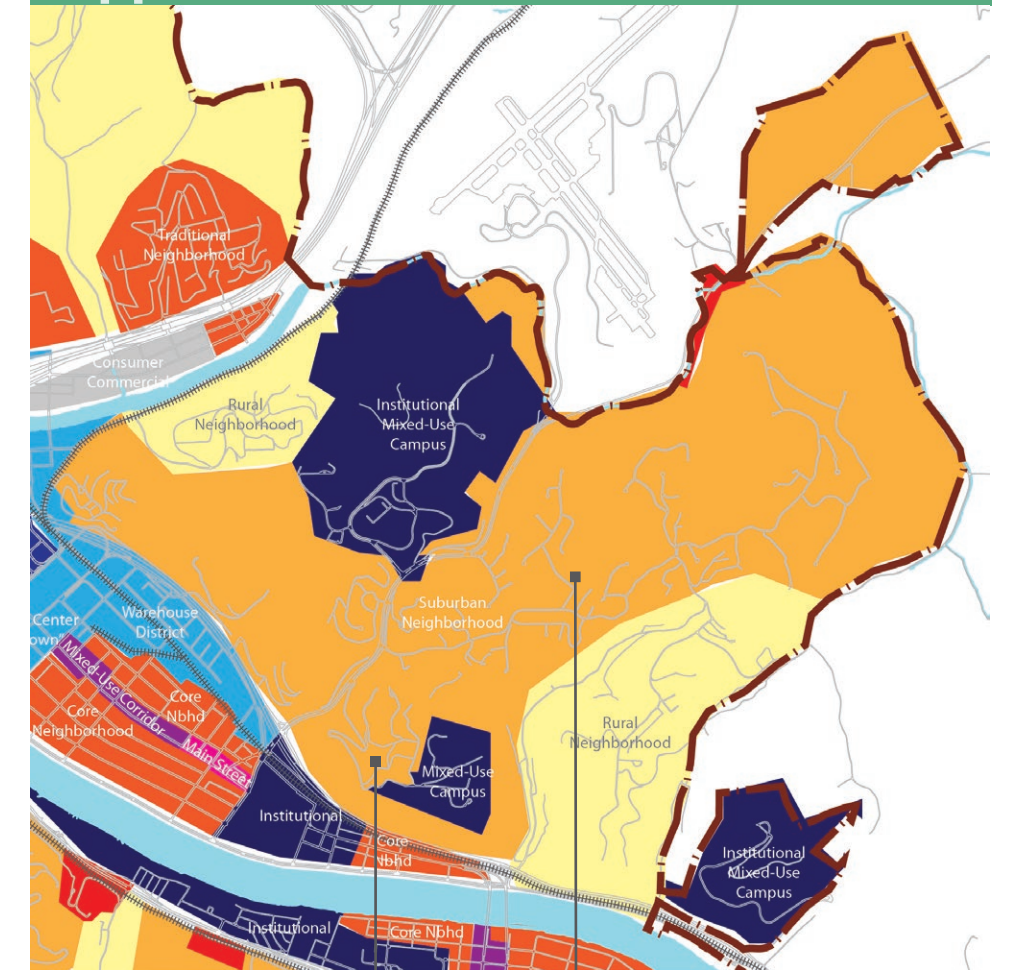 Traditional
Neighborhood
Consumer
Commercial
Rural
Neighborhood
Institutional
Mixed-Use
Campus
Suburban
Neighborhood
Warehouse
District
Center
Mixed-Use Corridor
Core
Nbhd
Core
Neighborhood
Main Street
Rural
Neighborhood
Mixed-Use
Campus
Institutional
Core
Nbhd
Institutional
Mixed-Use
Campus
Institutional
Core Nbhd